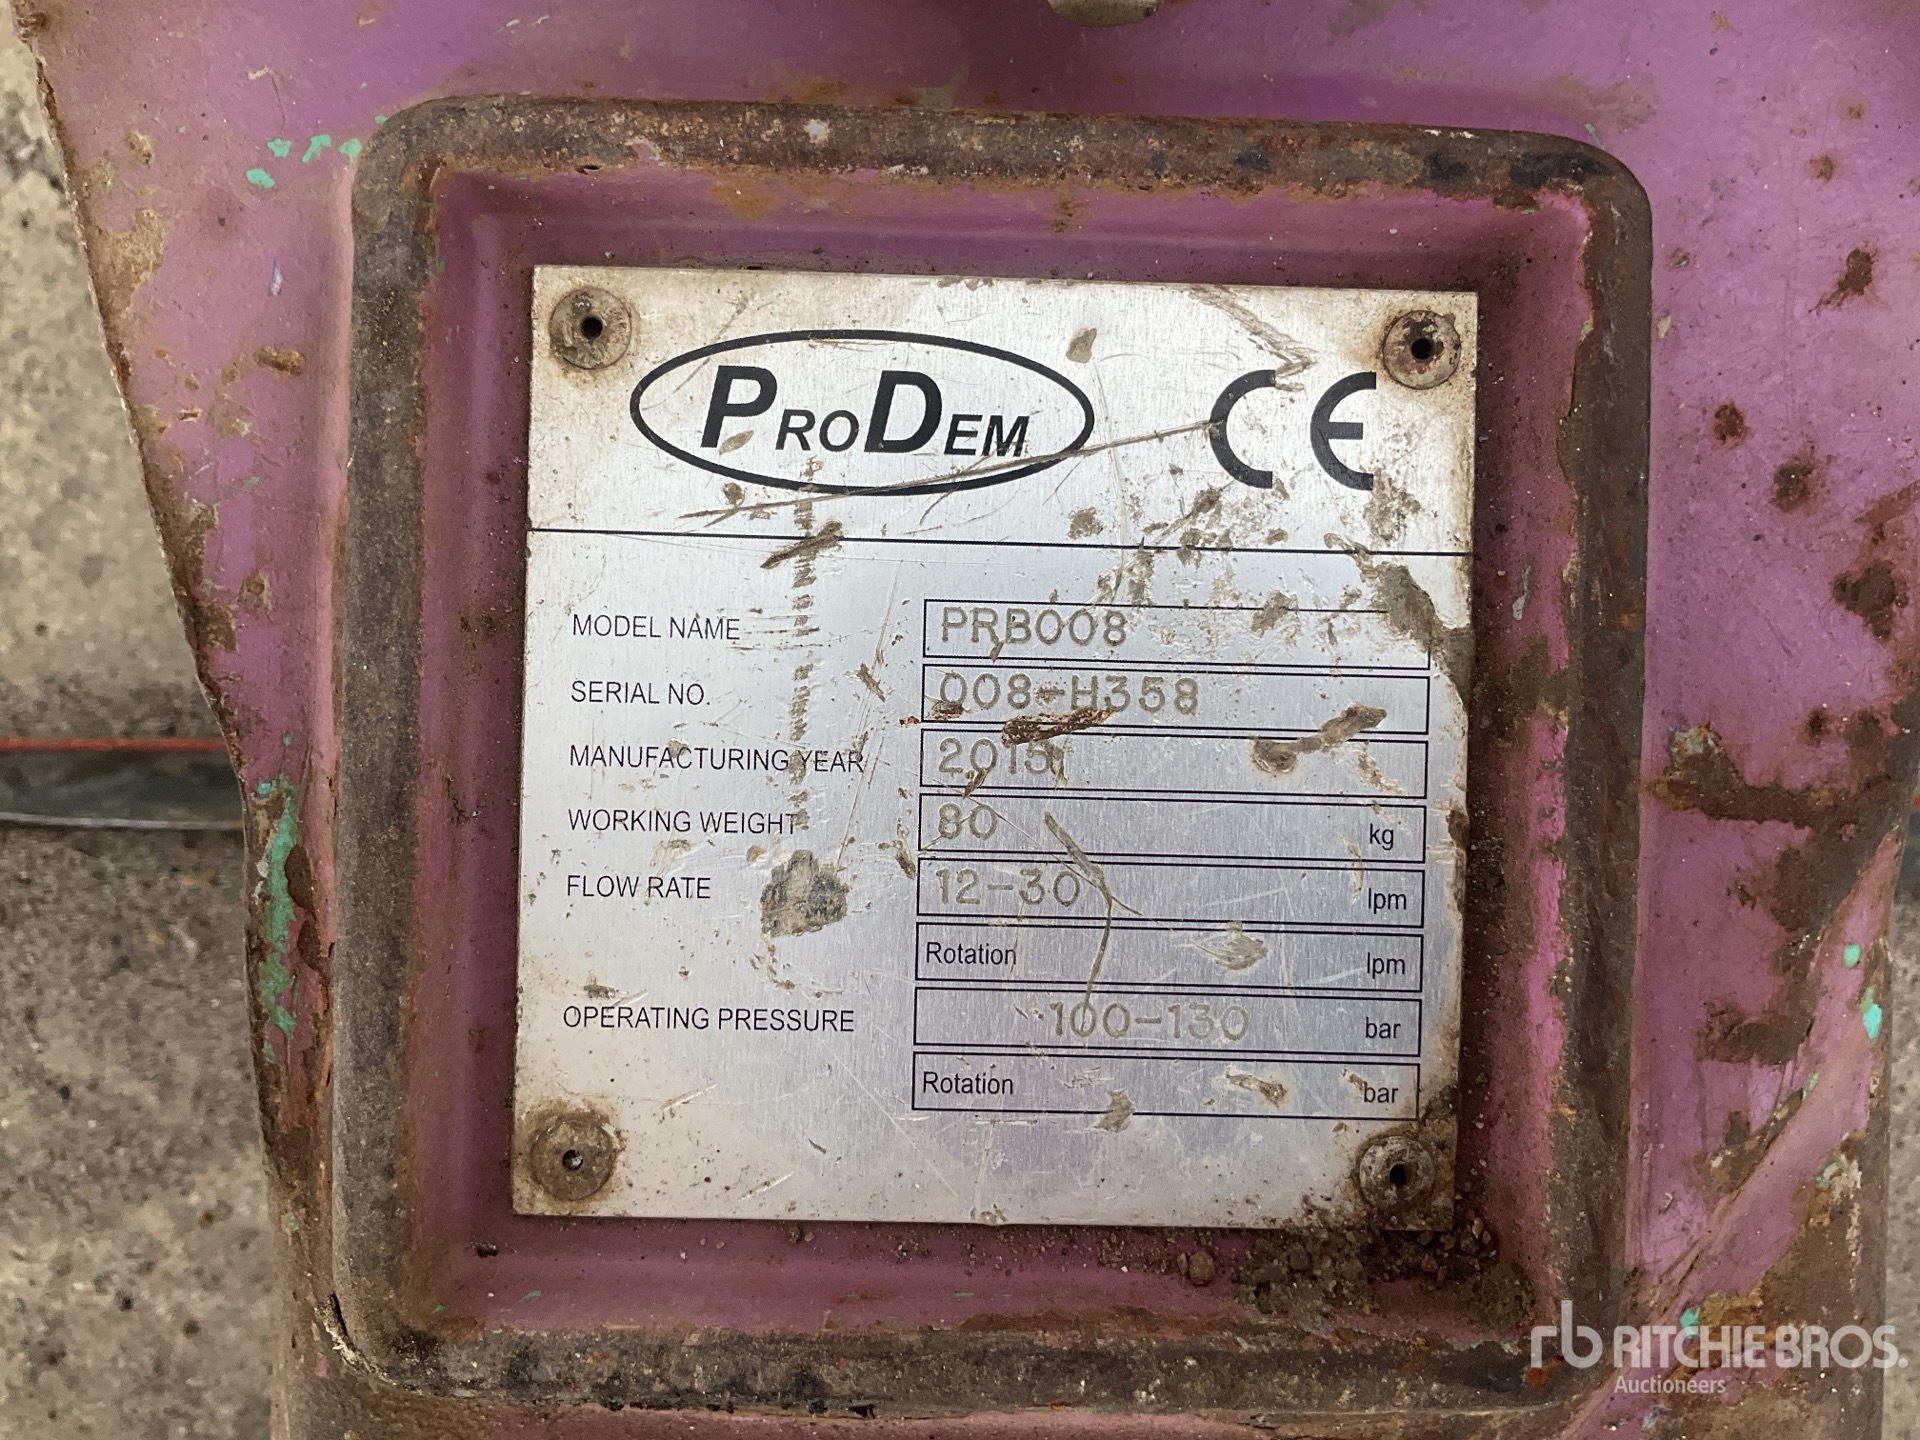 PRODEM CE
MODEL NAME PRB008
SERIAL NO. 008-H358
MANUFACTURING YEAR 2015
WORKING WEIGHT 80 kg
FLOW RATE 12-30 lpm
Rotation lpm
OPERATING PRESSURE 100-130 bar
Rotation bar
rb RITCHIE BROS.
Auctioneers